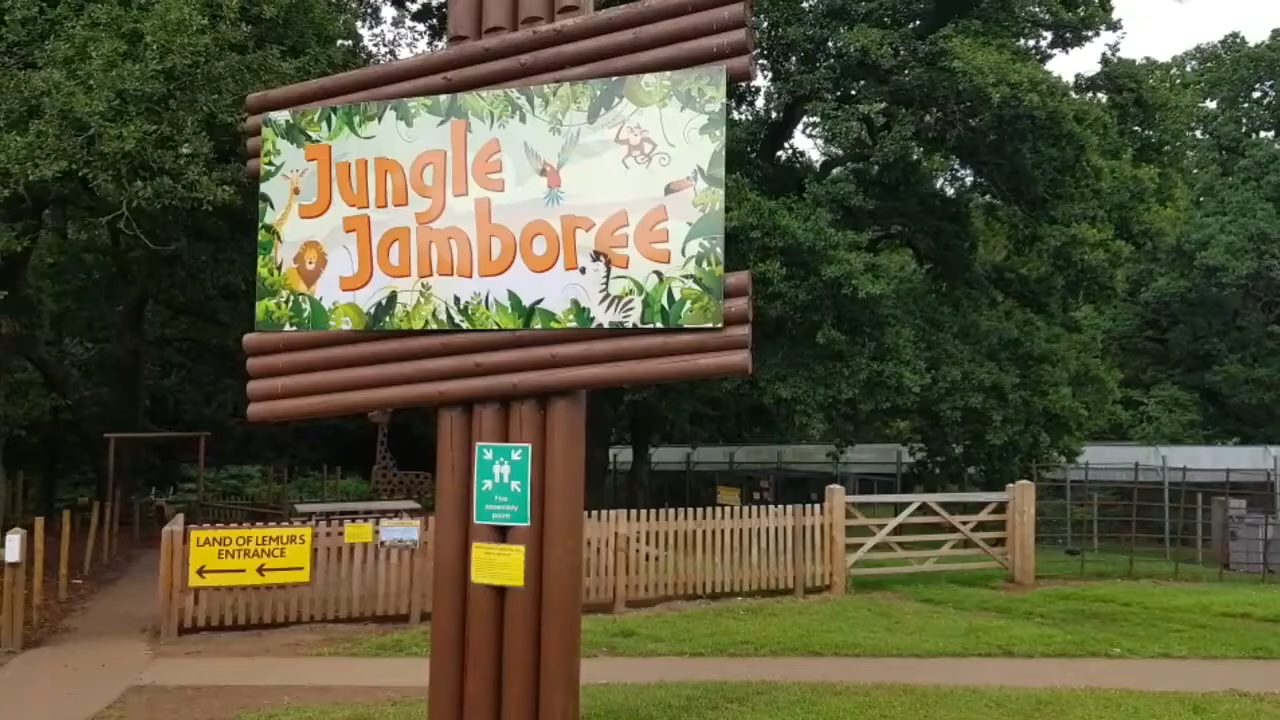 Jungle
Jamboree
Fire
assembly
point
LAND OF LEMURS
ENTRANCE